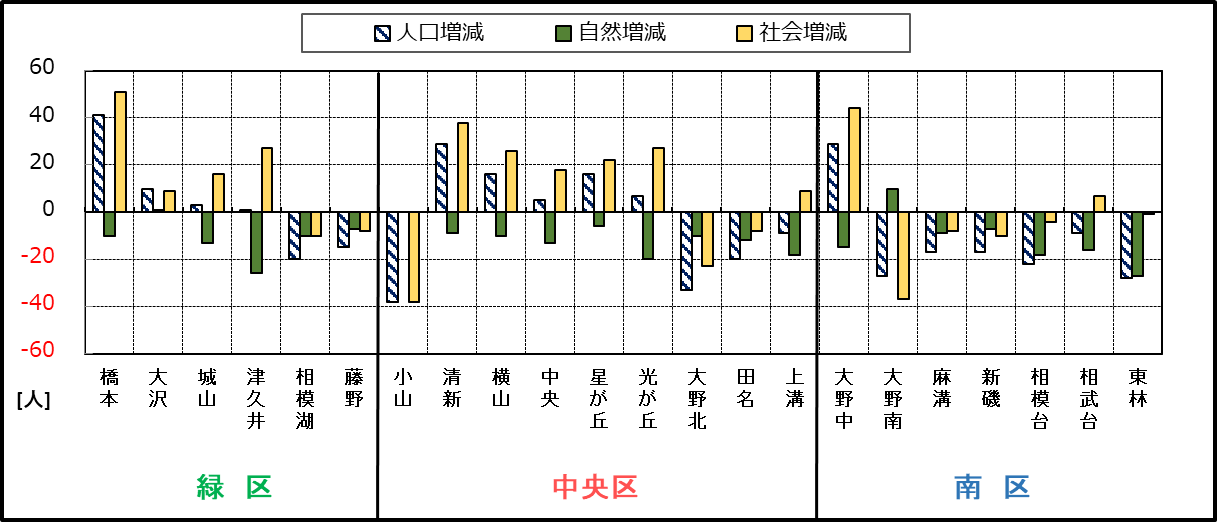 人口増減 自然増減 社会増減
60
40
20
0
-20
-40
-60
[人]
橋本 大沢 城山 津久井 相模湖 藤野 小山 清新 横山 中央 星が丘 光が丘 大野北 田名 上溝 大野中 大野南 麻溝 新磯 相模台 相武台 東林
緑 区 中央区 南 区